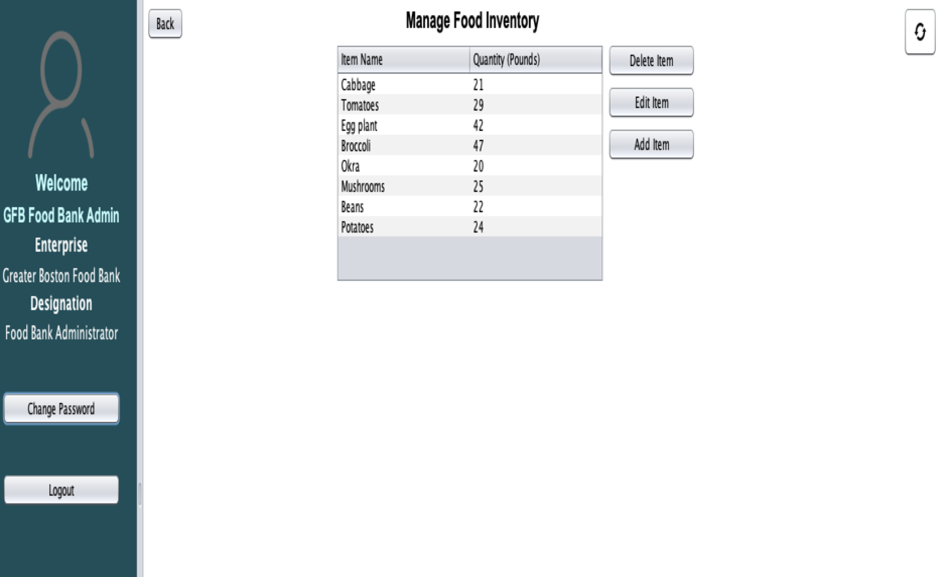 Back
Manage Food Inventory
Item Name Quantity (Pounds)
Cabbage 21
Tomatoes 29
Egg plant 42
Broccoli 47
Okra 20
Mushrooms 25
Beans 22
Potatoes 24
Delete Item
Edit Item
Add Item
Welcome
GFB Food Bank Admin
Enterprise
Greater Boston Food Bank
Designation
Food Bank Administrator
Change Password
Logout